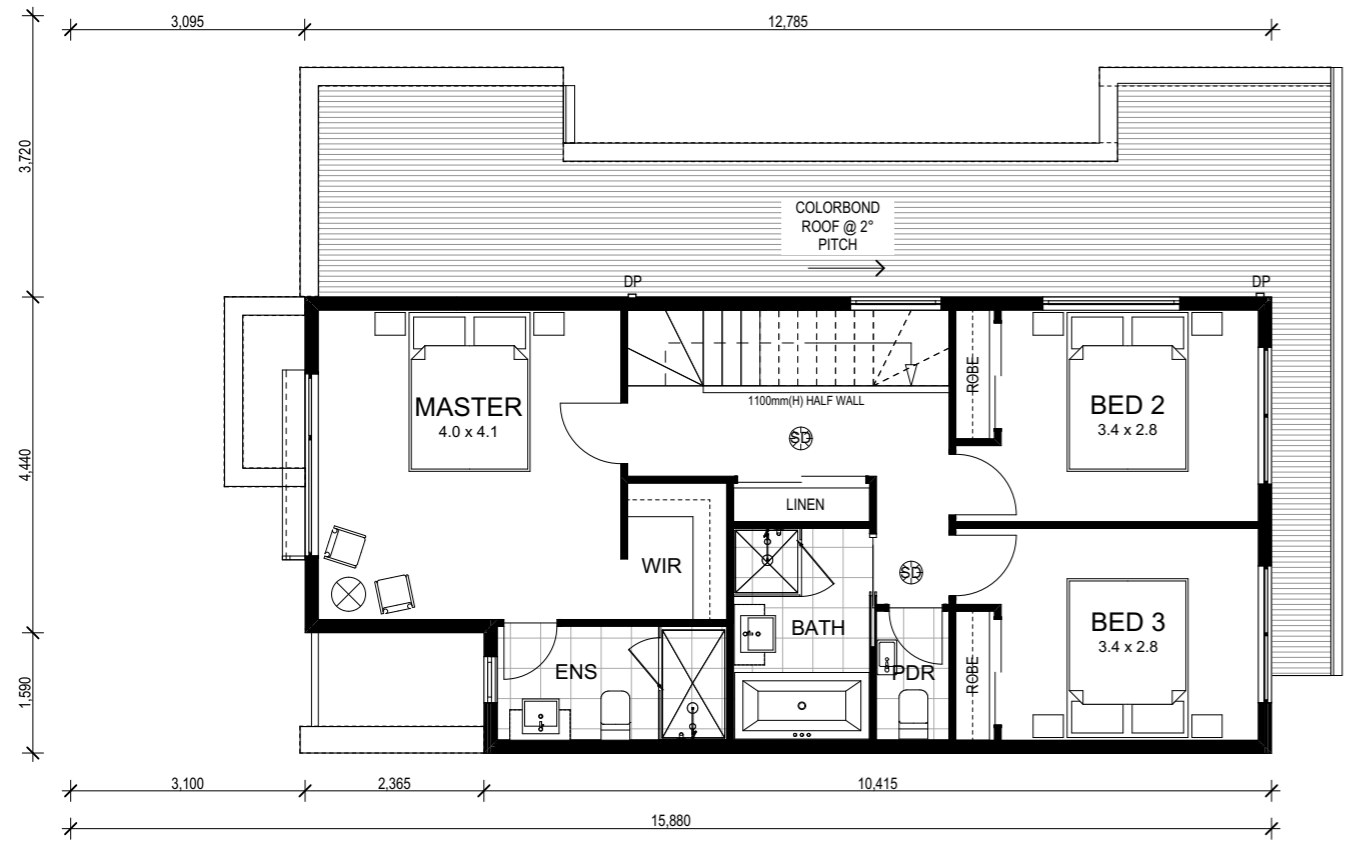 3,095
12,785
3,720
COLORBOND
ROOF @ 2°
PITCH
DP
DP
4,440
MASTER
4.0 x 4.1
1100mm(H) HALF WALL
SD
ROBE
BED 2
3.4 x 2.8
LINEN
WIR
SD
BATH
BED 3
3.4 x 2.8
ENS
PDR
ROBE
1,590
3,100
2,365
10,415
15,880